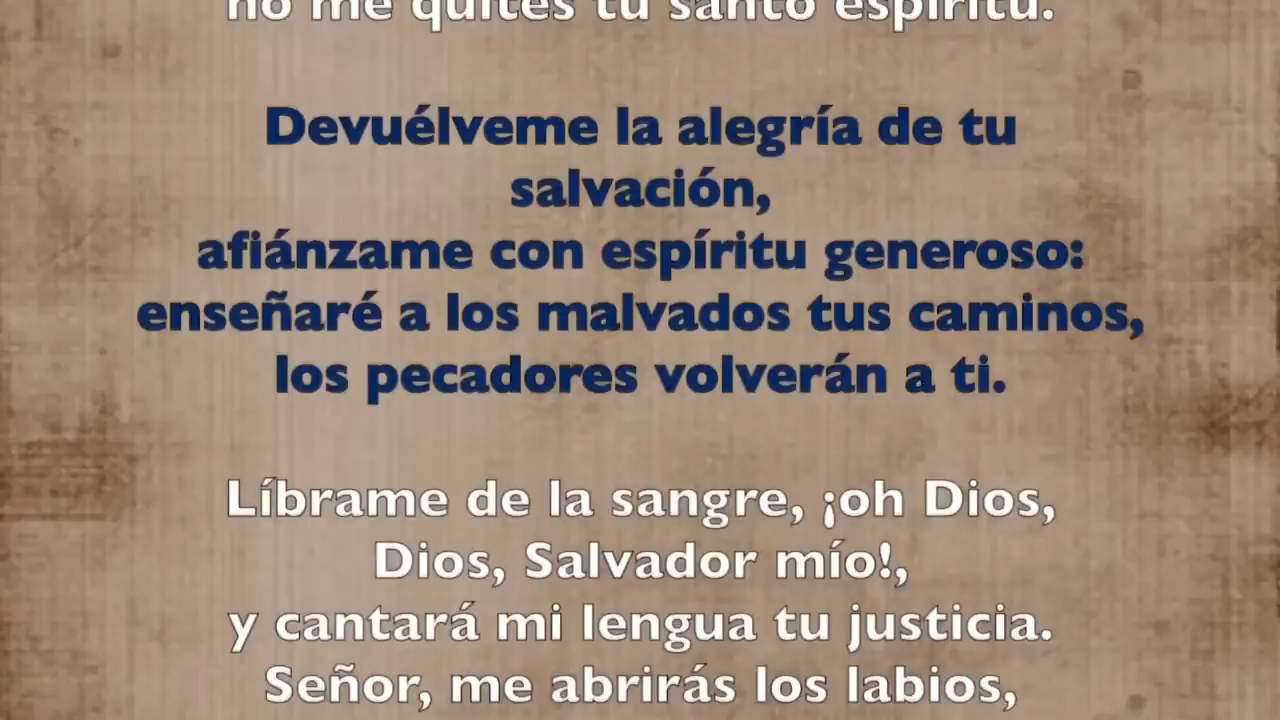 no me quites tu santo espíritu.
Devuélveme la alegría de tu
salvación,
afiánzame con espíritu generoso:
enseñaré a los malvados tus caminos,
los pecadores volverán a ti.
Líbrame de la sangre, ¡oh Dios,
Dios, Salvador mío!,
y cantará mi lengua tu justicia.
Señor, me abrirás los labios,